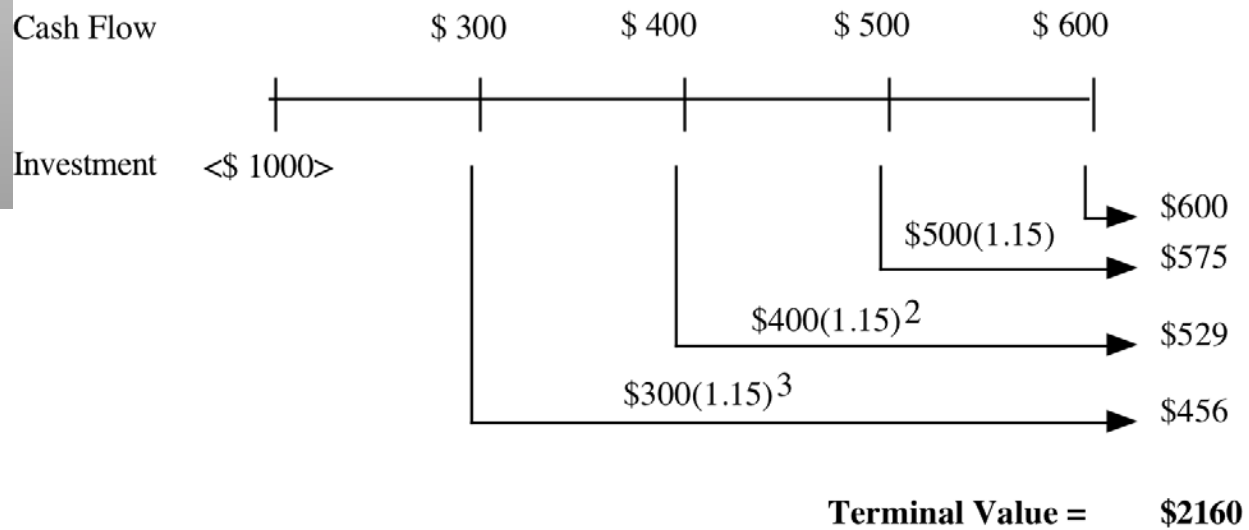 Cash Flow $ 300 $ 400 $ 500 $ 600
Investment <$ 1000>
$600
$500(1.15)
$575
$400(1.15)2
$529
$300(1.15)3
$456
Terminal Value = $2160